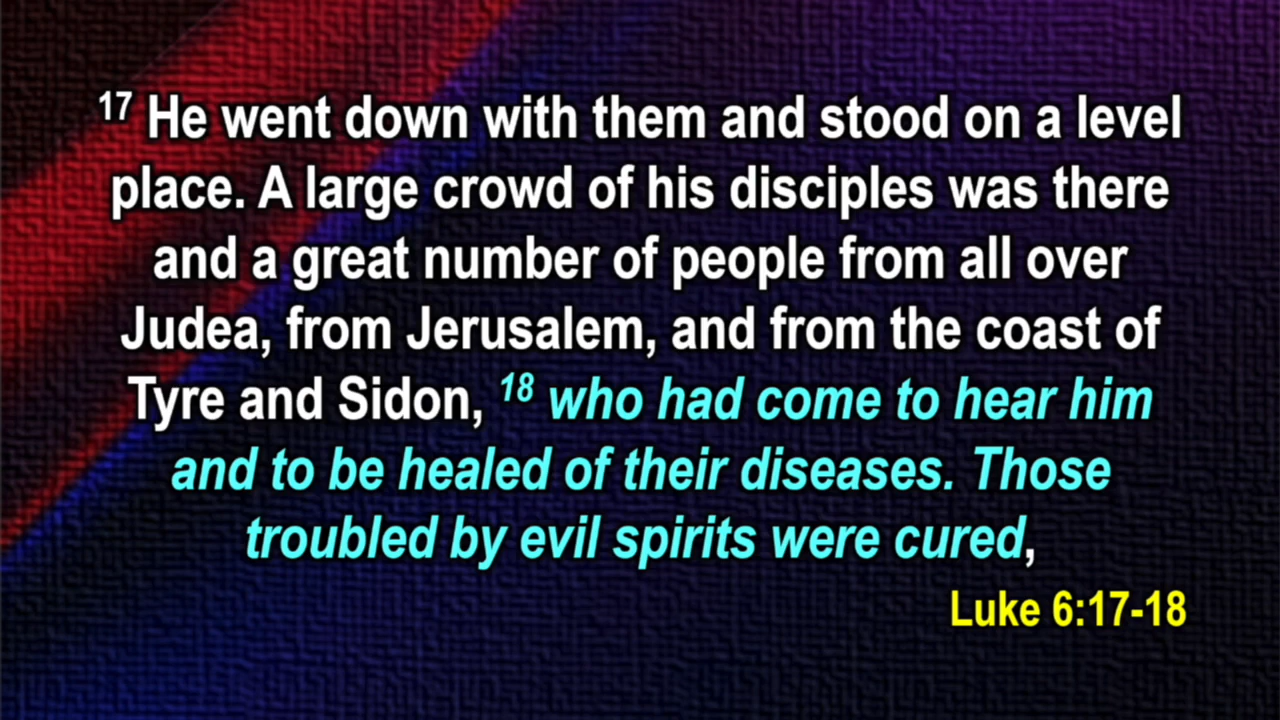 17 He went down with them and stood on a level
place. A large crowd of his disciples was there
and a great number of people from all over
Judea, from Jerusalem, and from the coast of
Tyre and Sidon, 18 who had come to hear him
and to be healed of their diseases. Those
troubled by evil spirits were cured,
Luke 6:17-18